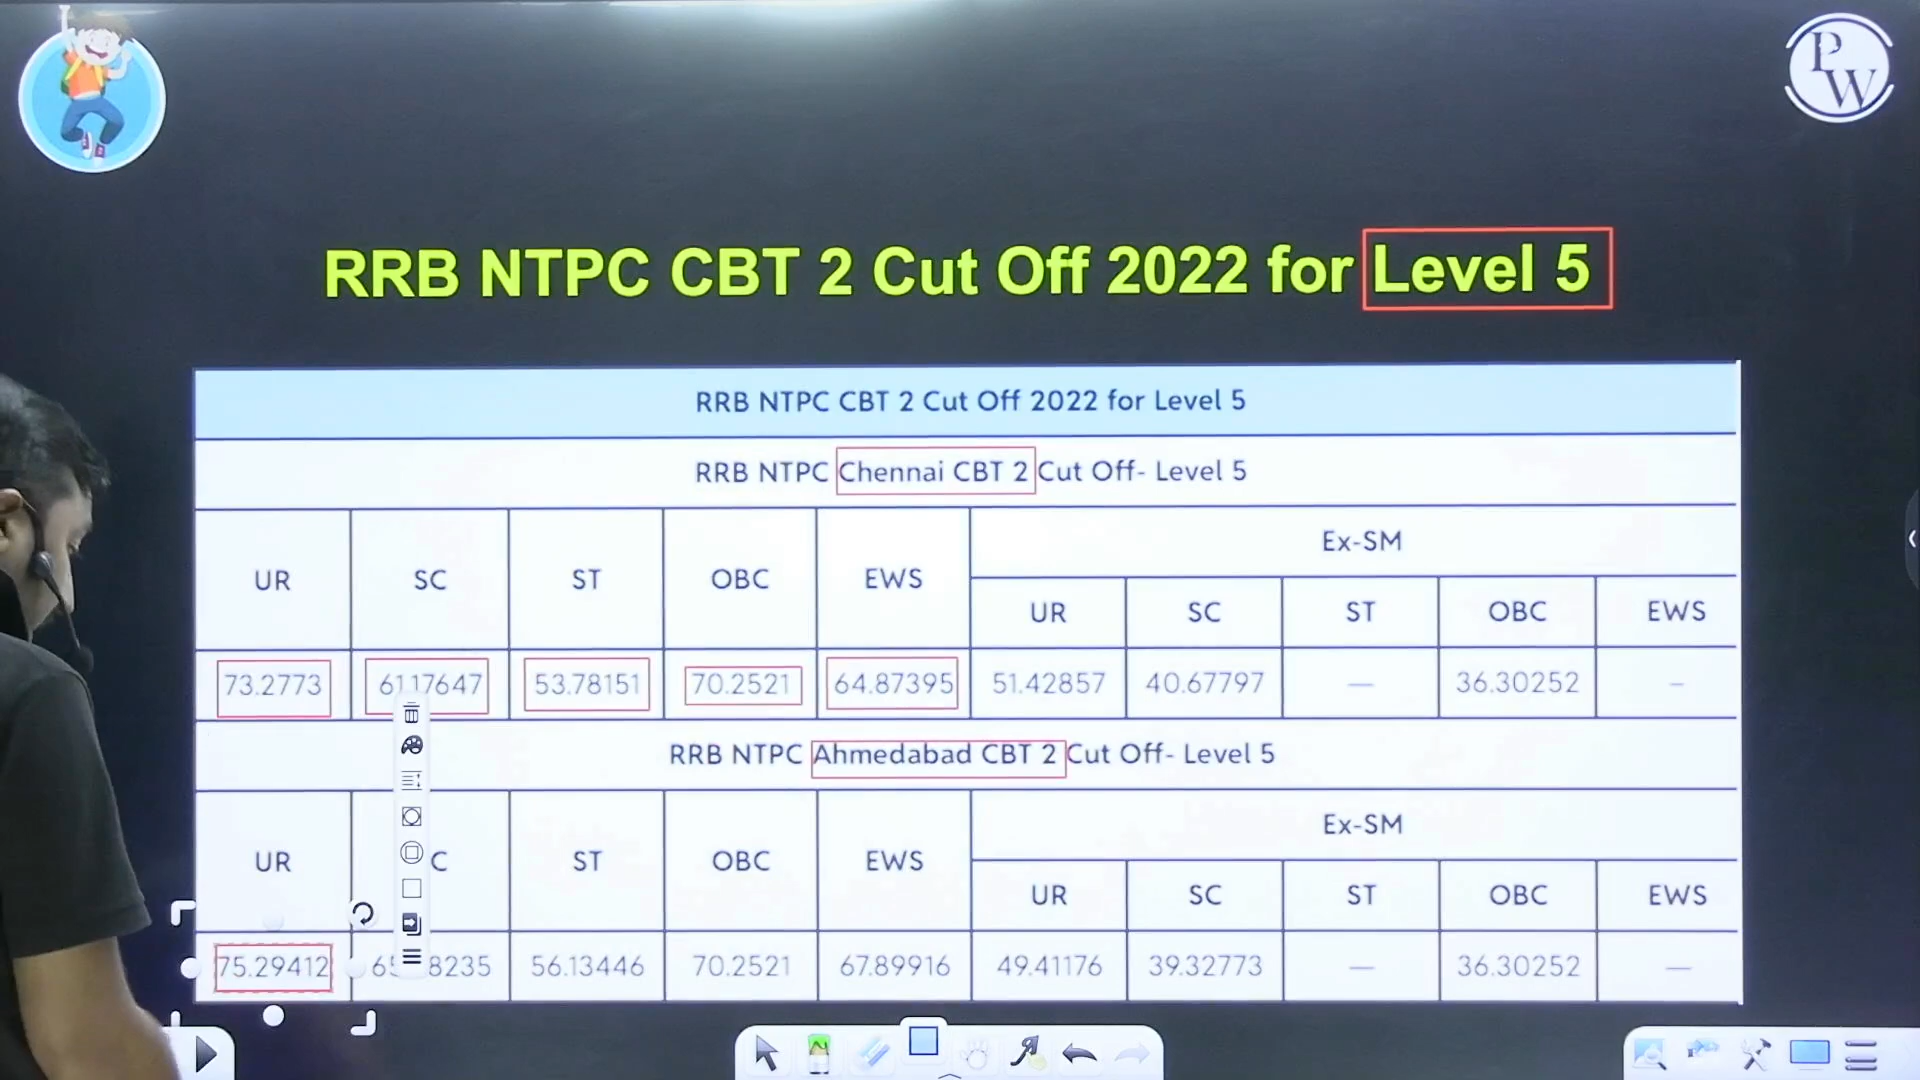 PW
RRB NTPC CBT 2 Cut Off 2022 for Level 5
RRB NTPC CBT 2 Cut Off 2022 for Level 5
RRB NTPC Chennai CBT 2 Cut Off- Level 5
UR SC ST OBC EWS Ex-SM
UR SC ST OBC EWS
73.2773 61.17647 53.78151 70.2521 64.87395 51.42857 40.67797 — 36.30252 –
RRB NTPC Ahmedabad CBT 2 Cut Off- Level 5
UR C ST OBC EWS Ex-SM
UR SC ST OBC EWS
75.29412 56.13446 70.2521 67.89916 49.41176 39.32773 — 36.30252 —